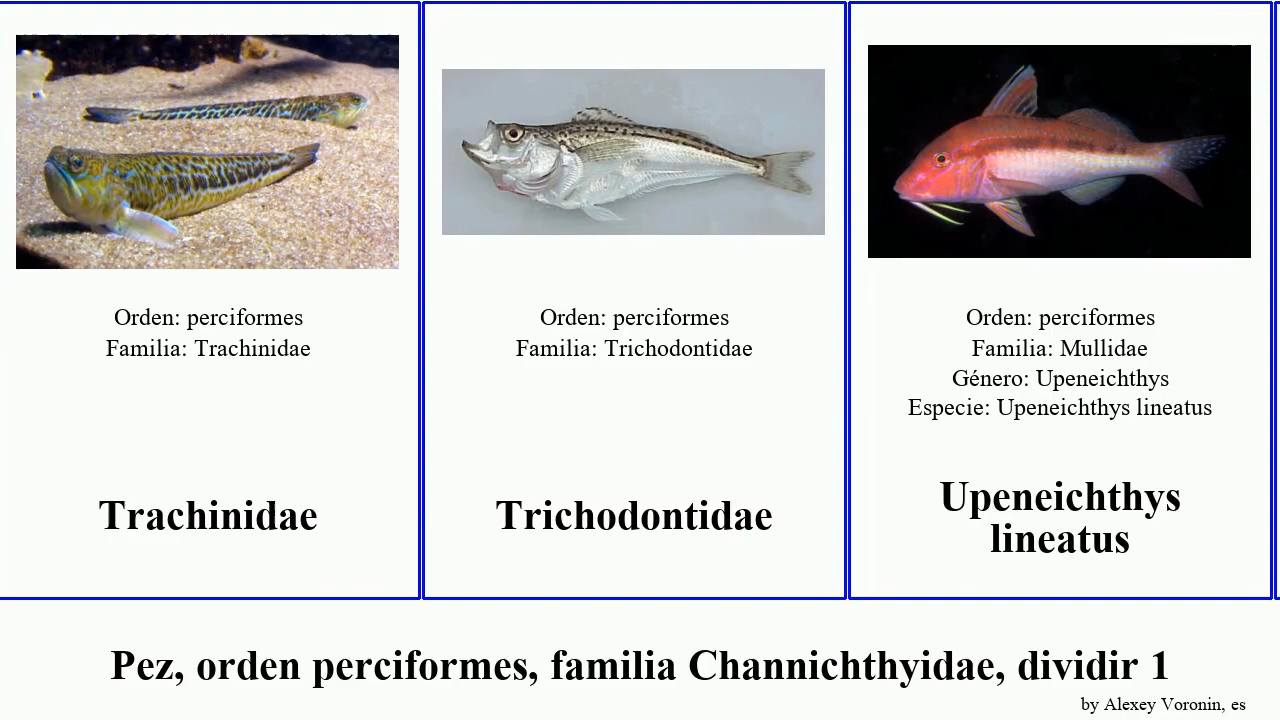 Orden: perciformes
Familia: Trachinidae
Trachinidae
Orden: perciformes
Familia: Trichodontidae
Trichodontidae
Orden: perciformes
Familia: Mullidae
Género: Upeneichthys
Especie: Upeneichthys lineatus
Upeneichthys
lineatus
Pez, orden perciformes, familia Channichthyidae, dividir 1
by Alexey Voronin, es